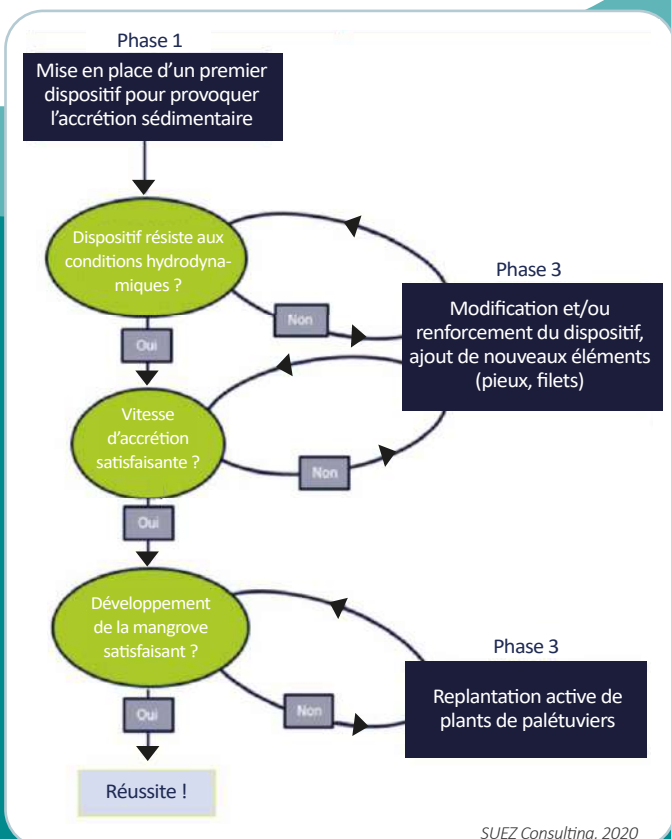 Phase 1
Mise en place d'un premier
dispositif pour provoquer
l'accrétion sédimentaire
Dispositif résiste aux
conditions hydrodyna-
miques ?
Non
Oui
Phase 3
Modification et/ou
renforcement du dispositif,
ajout de nouveaux éléments
(pieux, filets)
Vitesse
d'accrétion
satisfaisante ?
Non
Oui
Développement
de la mangrove
satisfaisant ?
Non
Oui
Phase 3
Replantation active de
plants de palétuviers
Réussite !
SUEZ Consulting, 2020